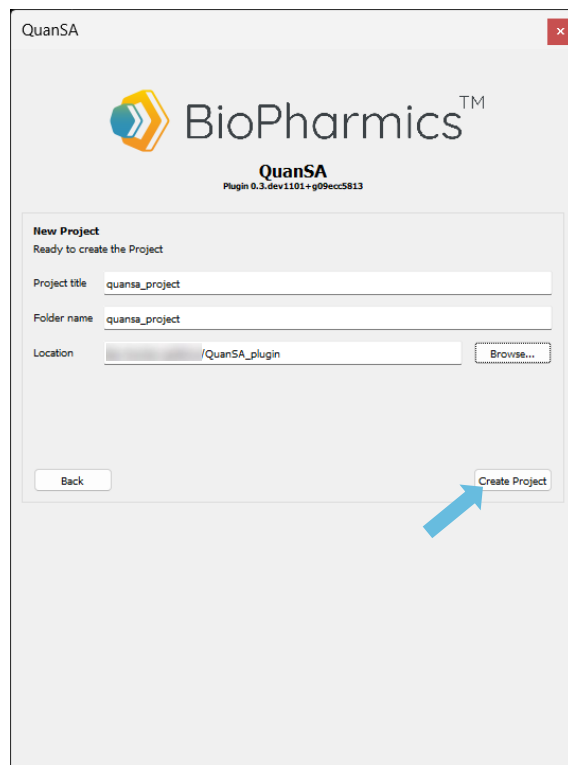 QuanSA
BioPharmics™
QuanSA
Plugin 0.3.dev1101+g09ecc5813
New Project
Ready to create the Project
Project title quansa_project
Folder name quansa_project
Location /QuanSA_plugin Browse...
Back Create Project